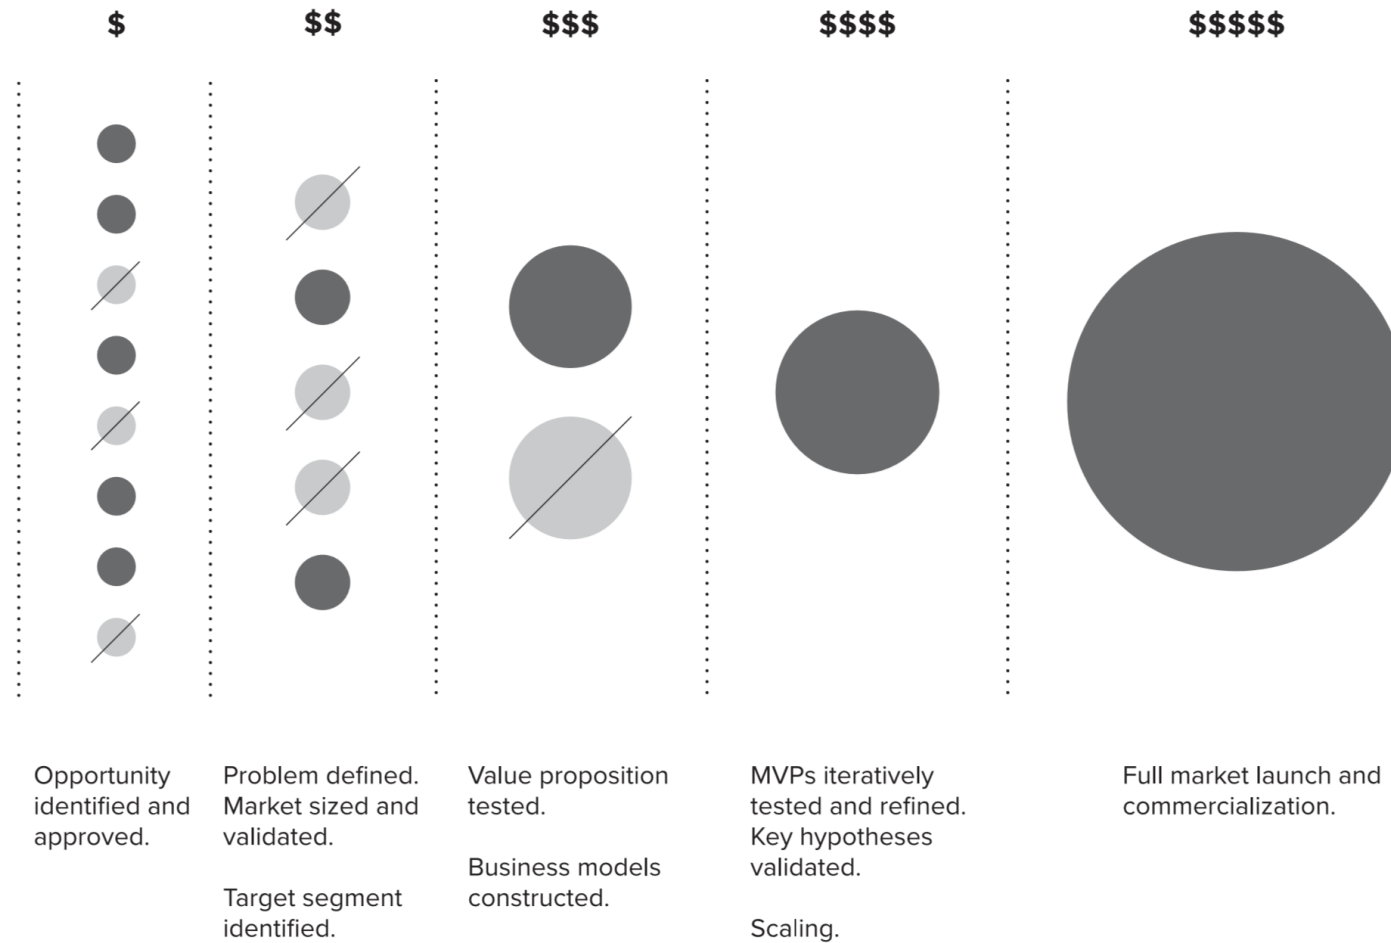 $
$$
$$$
$$$$
$$$$$
Opportunity
identified and
approved.
Problem defined.
Market sized and
validated.
Target segment
identified.
Value proposition
tested.
Business models
constructed.
MVPs iteratively
tested and refined.
Key hypotheses
validated.
Scaling.
Full market launch and
commercialization.